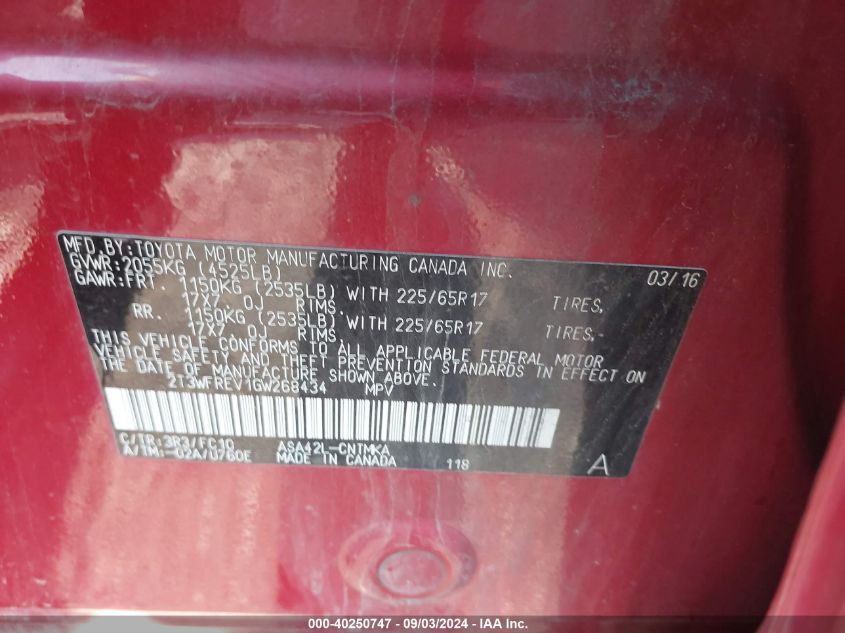 MFD.BY:TOYOTA MOTOR MANUFACTURING CANADA INC.
GVWR:2055KG (4525LB) 03/16
GAWR:FRT. 1150KG (2535LB) WITH 225/65R17 TIRES,
17X7 0J RIMS.
RR. 1150KG (2535LB) WITH 225/65R17 TIRES,-
17X7 0J RIMS.
THIS VEHICLE CONFORMS TO ALL APPLICABLE FEDERAL MOTOR
VEHICLE SAFETY AND THEFT PREVENTION STANDARDS IN EFFECT ON
THE DATE OF MANUFACTURE SHOWN ABOVE.
2T3WFREV1GW268434 MPV
C/TR:3R3/FC10 ASA42L-CNTMKA
A/TM:-02A/U760E MADE IN CANADA 118 A
000-40250747 - 09/03/2024 - IAA Inc.